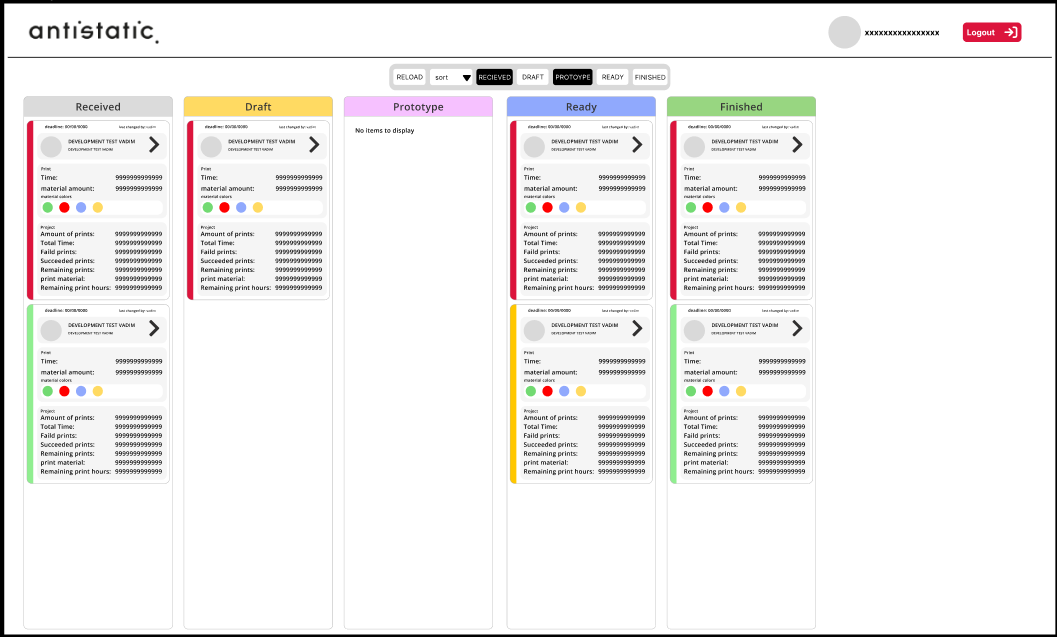 antistatic.
xxxxxxxxxxxxxxxx
Logout
RELOAD
sort
RECIEVED
DRAFT
PROTOYPE
READY
FINISHED
Received
deadline: 00/00/0000 last changed by: vadim
DEVELOPMENT TEST VADIM
DEVELOPMENT TEST VADIM
Print
Time: 9999999999999
material amount: 9999999999999
material colors
Project
Amount of prints: 9999999999999
Total Time: 9999999999999
Faild prints: 9999999999999
Succeeded prints: 9999999999999
Remaining prints: 9999999999999
print material: 9999999999999
Remaining print hours: 9999999999999
deadline: 00/00/0000 last changed by: vadim
DEVELOPMENT TEST VADIM
DEVELOPMENT TEST VADIM
Print
Time: 9999999999999
material amount: 9999999999999
material colors
Project
Amount of prints: 9999999999999
Total Time: 9999999999999
Faild prints: 9999999999999
Succeeded prints: 9999999999999
Remaining prints: 9999999999999
print material: 9999999999999
Remaining print hours: 9999999999999
Draft
deadline: 00/00/0000 last changed by: vadim
DEVELOPMENT TEST VADIM
DEVELOPMENT TEST VADIM
Print
Time: 9999999999999
material amount: 9999999999999
material colors
Project
Amount of prints: 9999999999999
Total Time: 9999999999999
Faild prints: 9999999999999
Succeeded prints: 9999999999999
Remaining prints: 9999999999999
print material: 9999999999999
Remaining print hours: 9999999999999
Prototype
No items to display
Ready
deadline: 00/00/0000 last changed by: vadim
DEVELOPMENT TEST VADIM
DEVELOPMENT TEST VADIM
Print
Time: 9999999999999
material amount: 9999999999999
material colors
Project
Amount of prints: 9999999999999
Total Time: 9999999999999
Faild prints: 9999999999999
Succeeded prints: 9999999999999
Remaining prints: 9999999999999
print material: 9999999999999
Remaining print hours: 9999999999999
deadline: 00/00/0000 last changed by: vadim
DEVELOPMENT TEST VADIM
DEVELOPMENT TEST VADIM
Print
Time: 9999999999999
material amount: 9999999999999
material colors
Project
Amount of prints: 9999999999999
Total Time: 9999999999999
Faild prints: 9999999999999
Succeeded prints: 9999999999999
Remaining prints: 9999999999999
print material: 9999999999999
Remaining print hours: 9999999999999
Finished
deadline: 00/00/0000 last changed by: vadim
DEVELOPMENT TEST VADIM
DEVELOPMENT TEST VADIM
Print
Time: 9999999999999
material amount: 9999999999999
material colors
Project
Amount of prints: 9999999999999
Total Time: 9999999999999
Faild prints: 9999999999999
Succeeded prints: 9999999999999
Remaining prints: 9999999999999
print material: 9999999999999
Remaining print hours: 9999999999999
deadline: 00/00/0000 last changed by: vadim
DEVELOPMENT TEST VADIM
DEVELOPMENT TEST VADIM
Print
Time: 9999999999999
material amount: 9999999999999
material colors
Project
Amount of prints: 9999999999999
Total Time: 9999999999999
Faild prints: 9999999999999
Succeeded prints: 9999999999999
Remaining prints: 9999999999999
print material: 9999999999999
Remaining print hours: 9999999999999